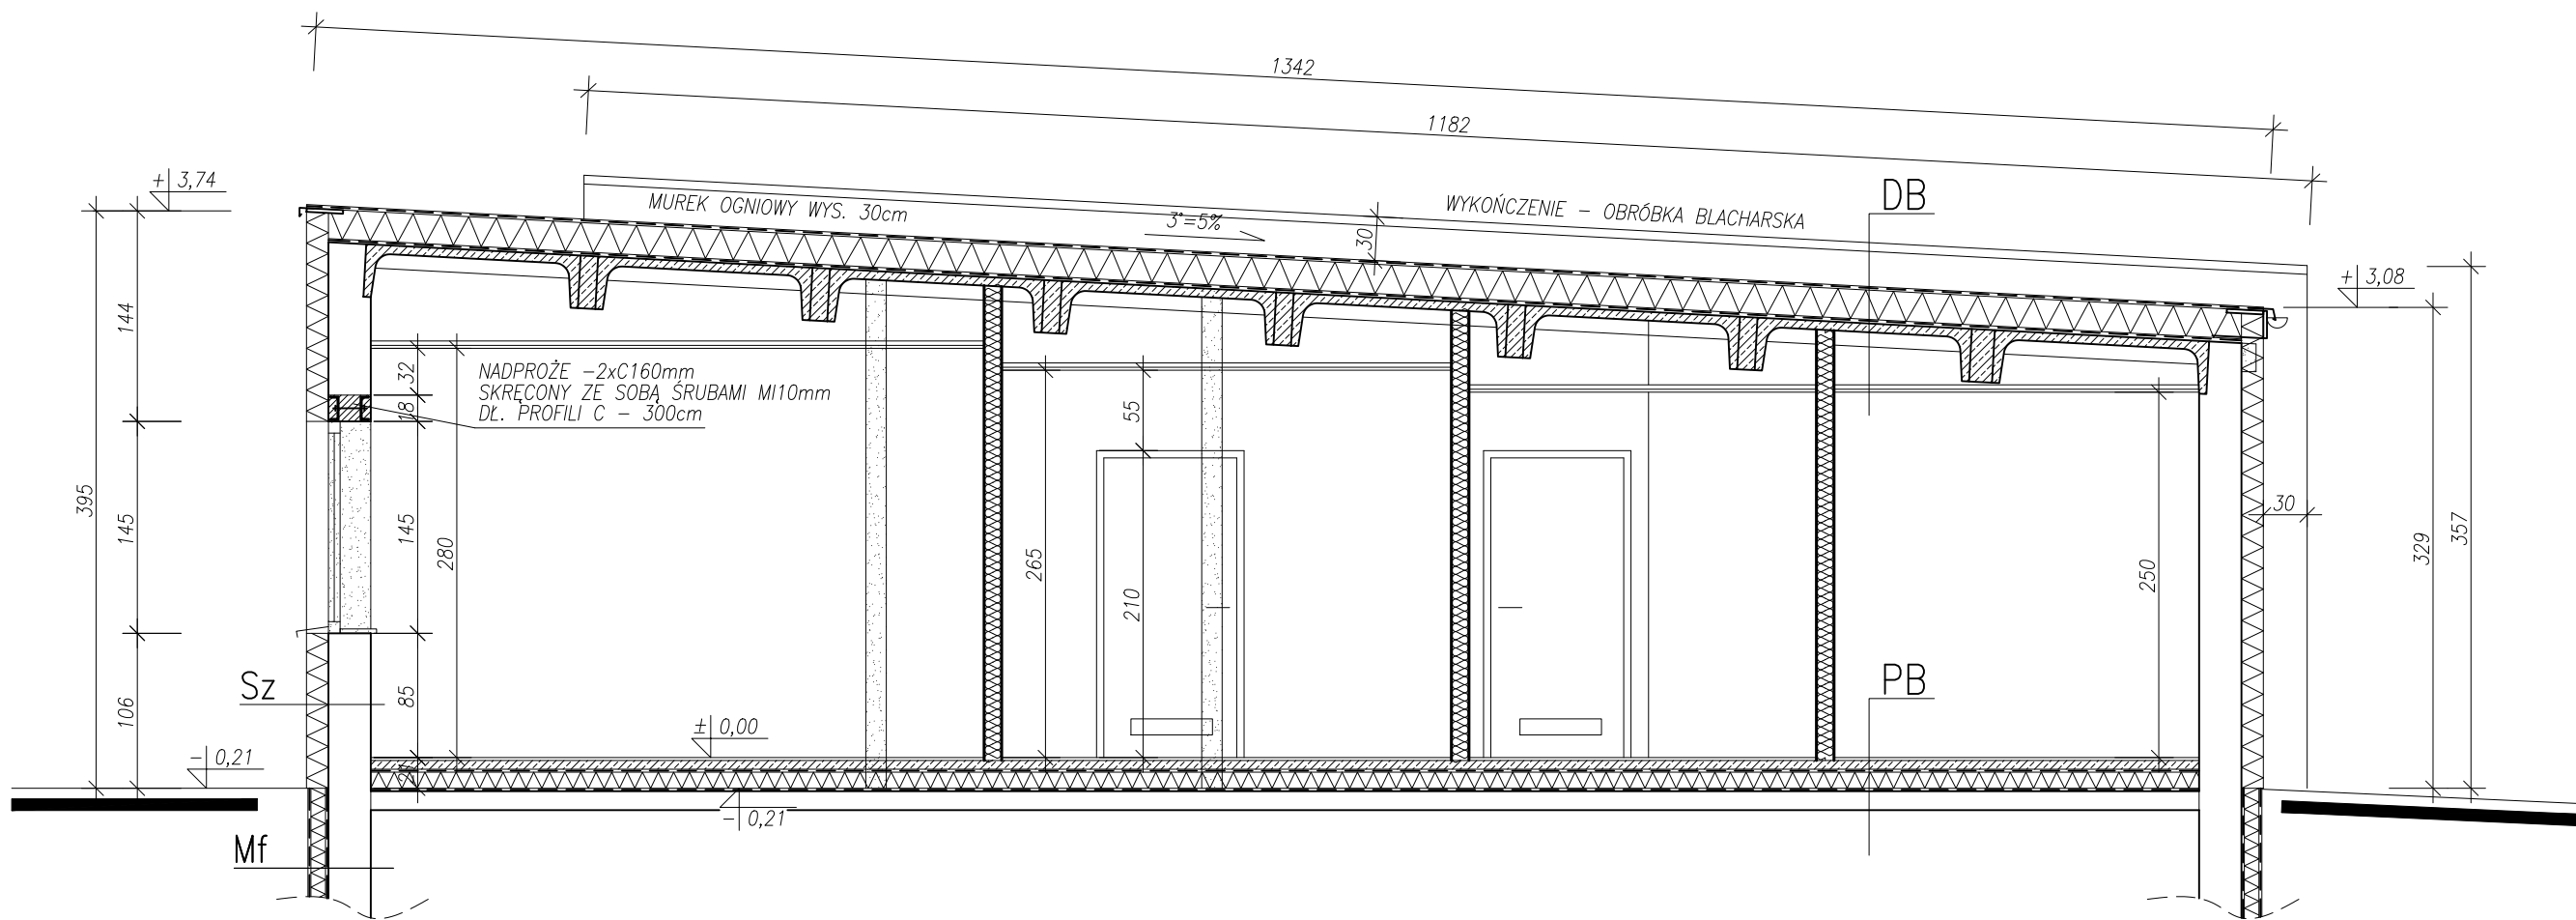 1342
1182
+ 3,74
MUREK OGNIOWY WYS. 30cm
3°=5%
30
WYKOŃCZENIE - OBRÓBKA BLACHARSKA
DB
+ 3,08
144
32
18
NADPROŻE -2xC160mm
SKRĘCONY ZE SOBĄ ŚRUBAMI MI10mm
DŁ. PROFILI C - 300cm
55
395
145
145
280
265
210
250
30
329
357
Sz
106
85
± 0,00
PB
- 0,21
21
- 0,21
Mf